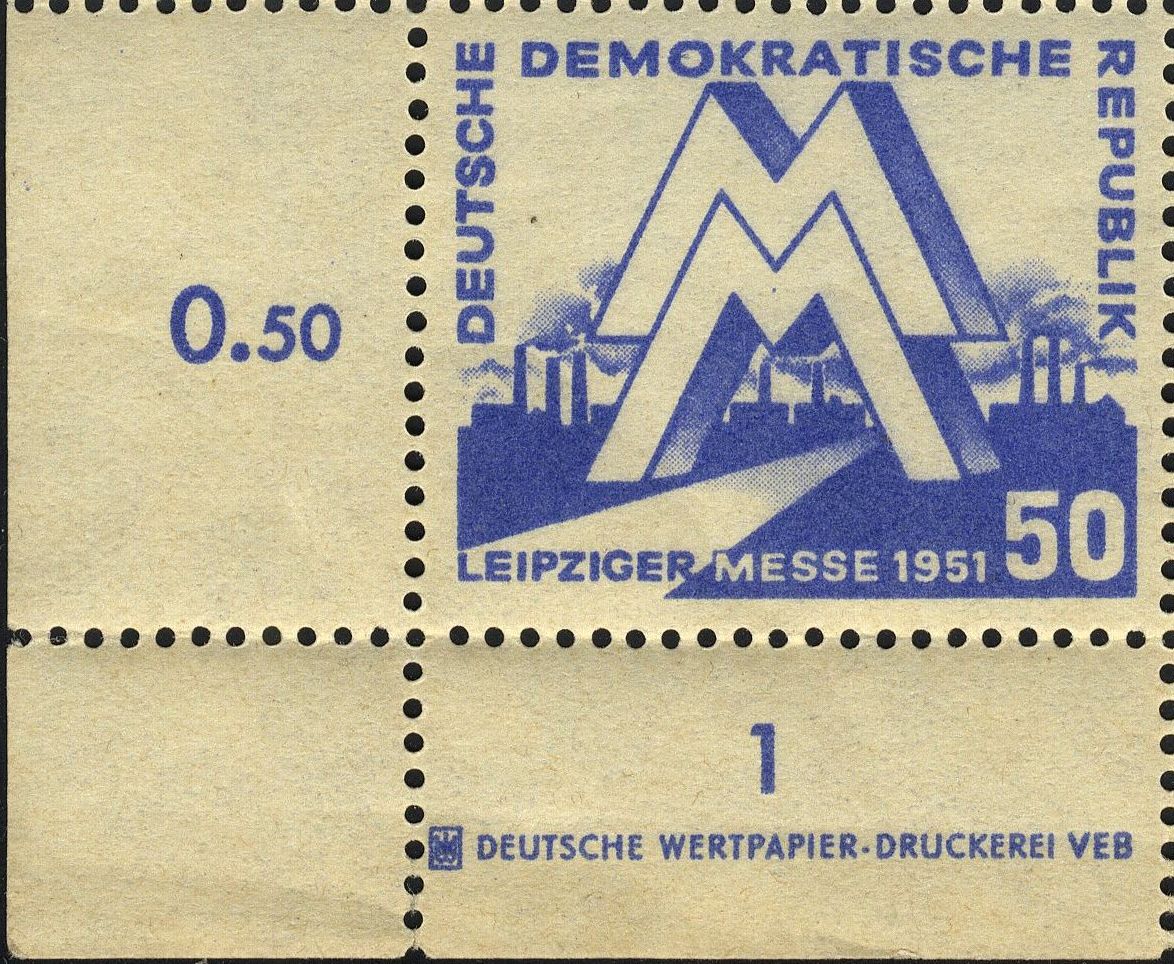 DEUTSCHE DEMOKRATISCHE REPUBLIK
0.50
LEIPZIGER MESSE 1951 50
1
DEUTSCHE WERTPAPIER-DRUCKEREI VEB